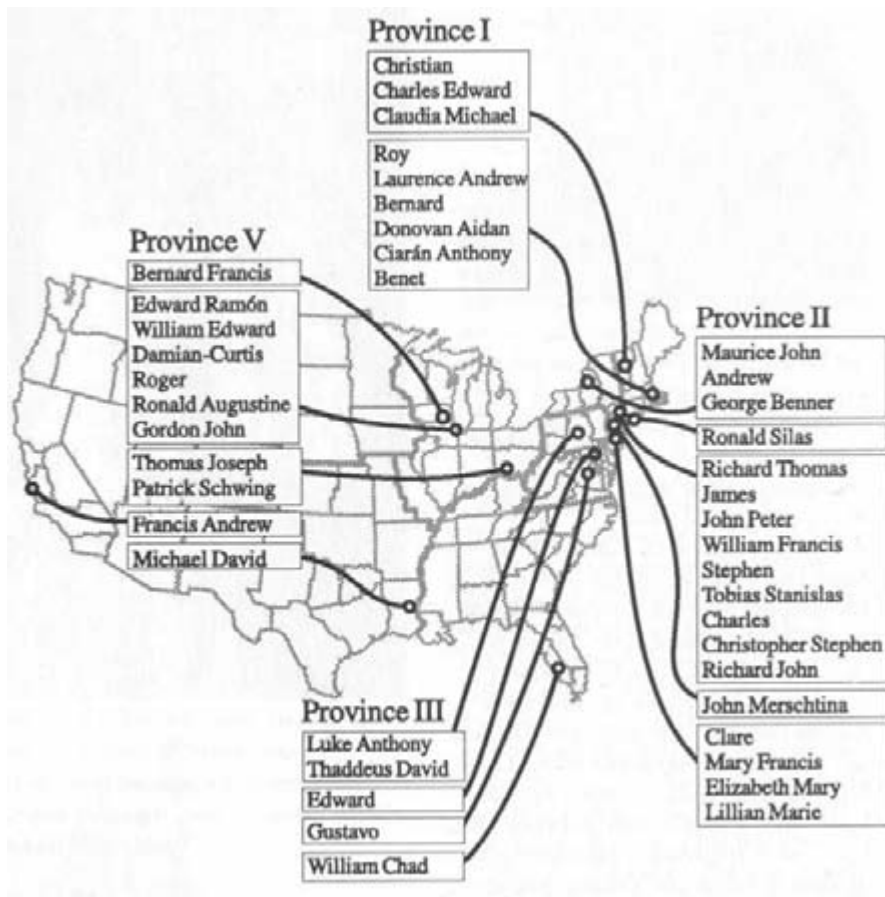 Province I
Christian
Charles Edward
Claudia Michael
Roy
Laurence Andrew
Bernard
Donovan Aidan
Ciarán Anthony
Benet
Province V
Bernard Francis
Edward Ramón
William Edward
Damian-Curtis
Roger
Ronald Augustine
Gordon John
Thomas Joseph
Patrick Schwing
Francis Andrew
Michael David
Province II
Maurice John
Andrew
George Benner
Ronald Silas
Richard Thomas
James
John Peter
William Francis
Stephen
Tobias Stanislas
Charles
Christopher Stephen
Richard John
John Merschtina
Clare
Mary Francis
Elizabeth Mary
Lillian Marie
Province III
Luke Anthony
Thaddeus David
Edward
Gustavo
William Chad